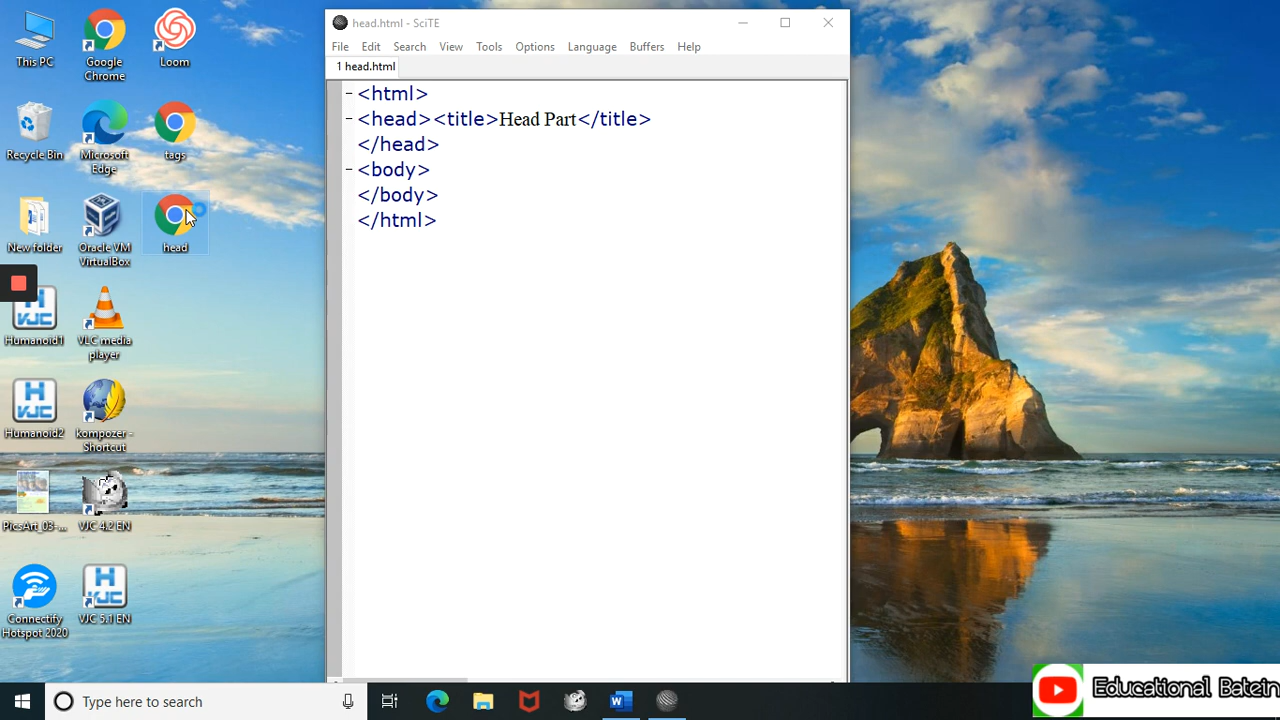 This PC
Google Chrome
Loom
Recycle Bin
Microsoft Edge
tags
New folder
Oracle VM VirtualBox
head
Humanoid1
VLC media player
Humanoid2
kompozer - Shortcut
PicsArt_03-...
VJC 4.2 EN
Connectify Hotspot 2020
VJC 5.1 EN
head.html - SciTE
File Edit Search View Tools Options Language Buffers Help
1 head.html
<html>
<head><title>Head Part</title>
</head>
<body>
</body>
</html>
Type here to search
Educational Batein